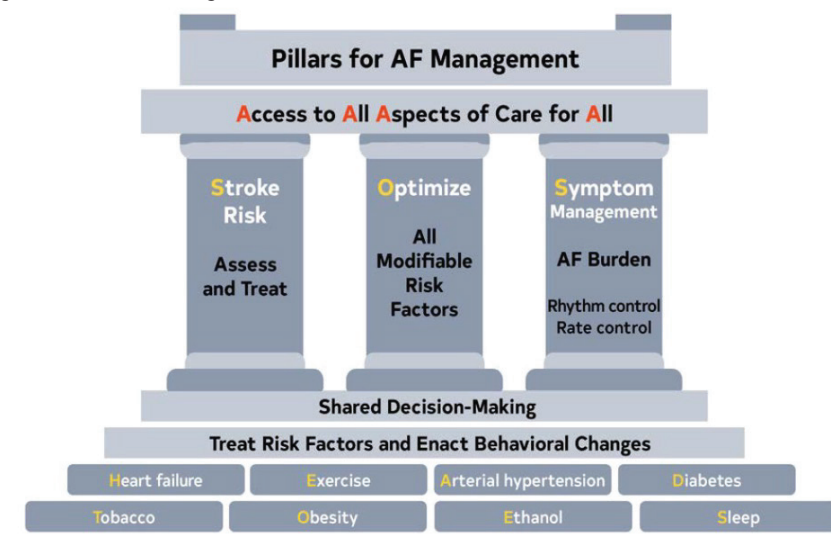 Pillars for AF Management
Access to All Aspects of Care for All
Stroke
Risk
Assess
and Treat
Optimize
All
Modifiable
Risk
Factors
Symptom
Management
AF Burden
Rhythm control
Rate control
Shared Decision-Making
Treat Risk Factors and Enact Behavioral Changes
Heart failure
Exercise
Arterial hypertension
Diabetes
Tobacco
Obesity
Ethanol
Sleep